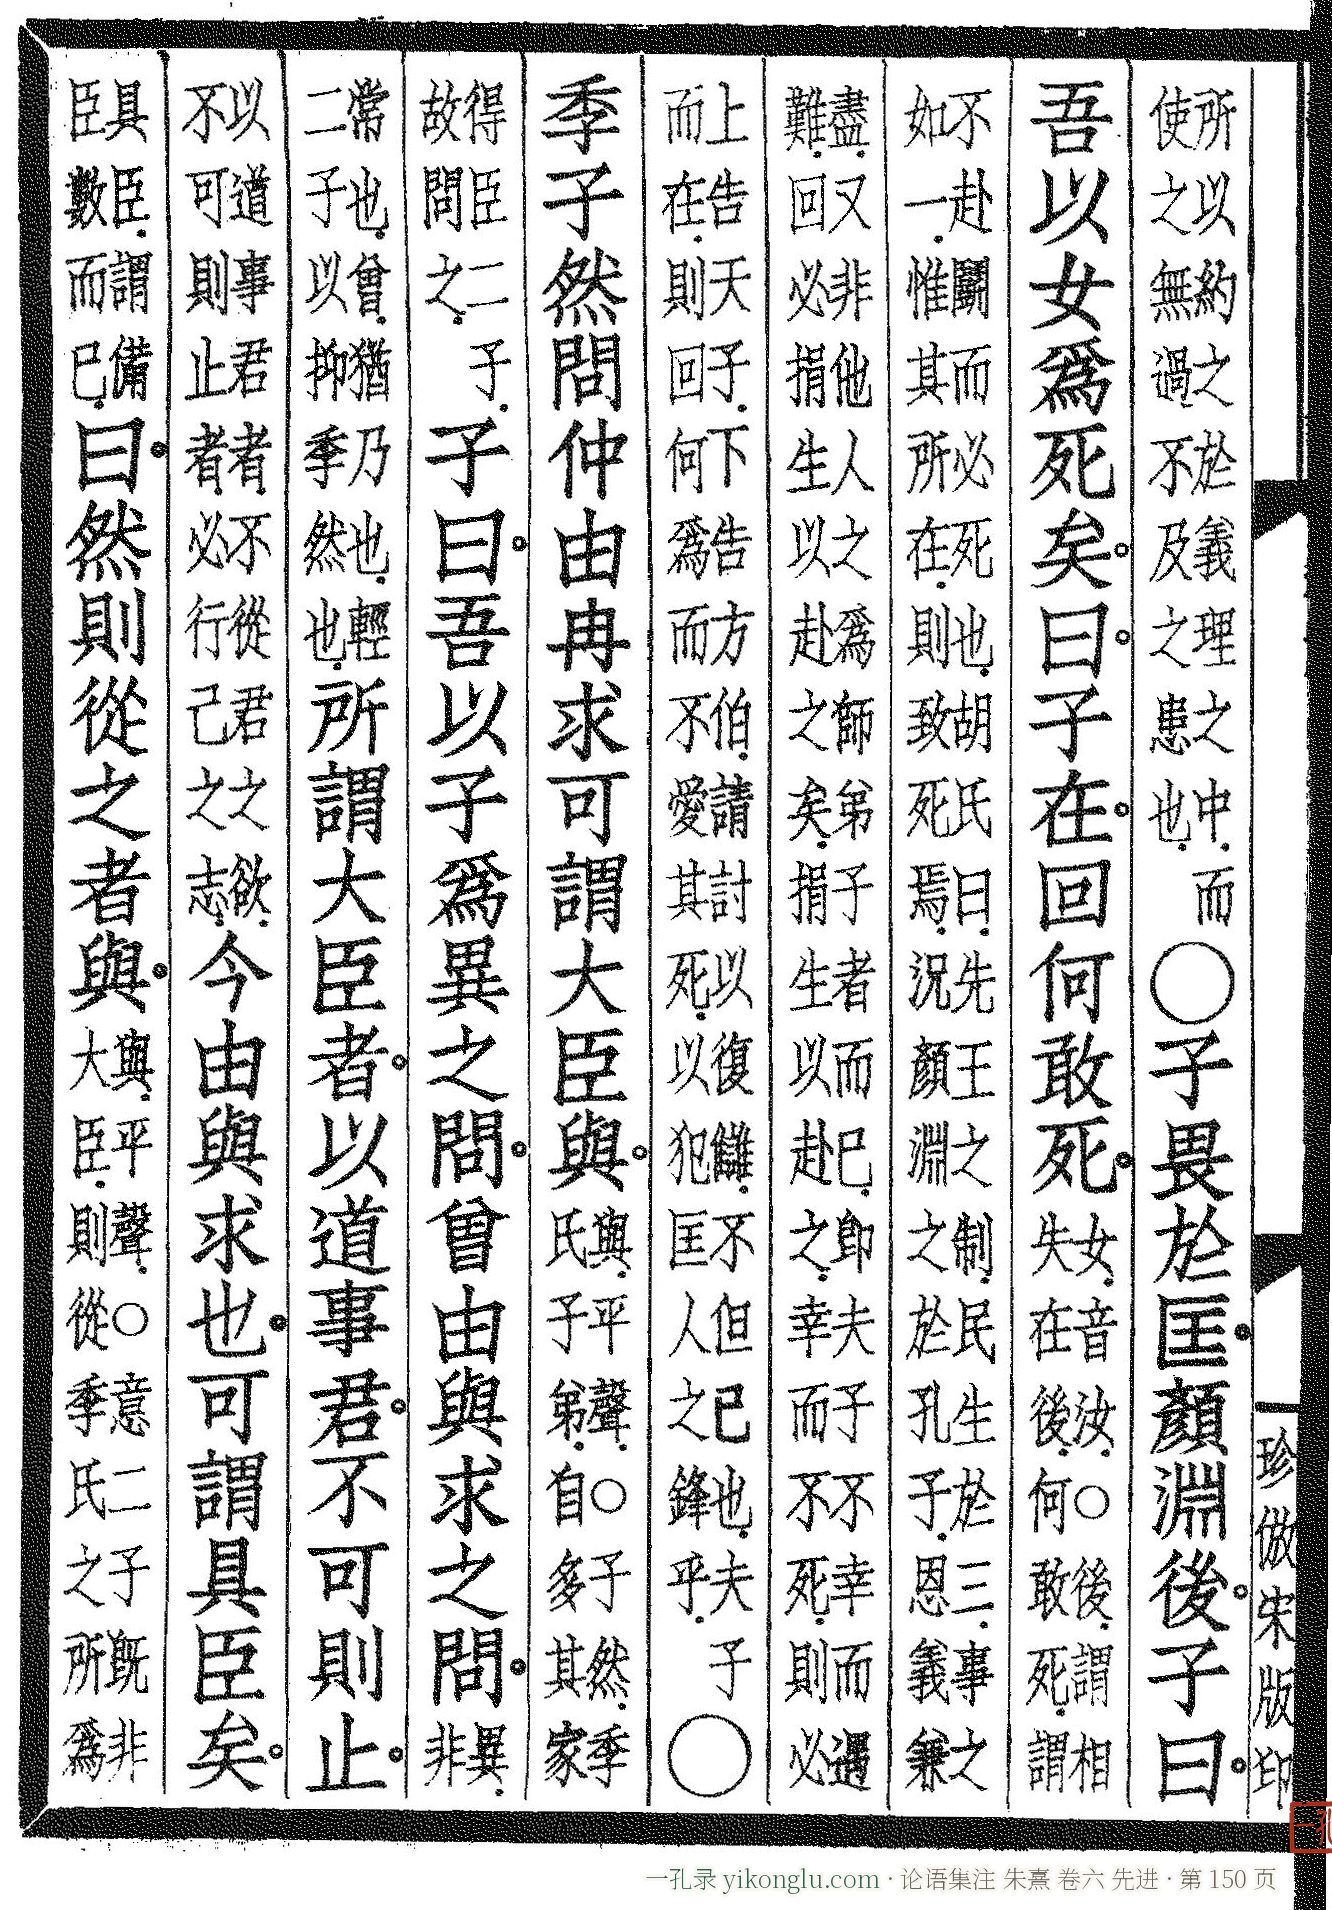 珍倣宋版印
所以約之於義理之中。而使之無過不及之患也。○子畏於匡。顏淵後。子曰。
吾以女爲死矣。曰。子在。回何敢死。女。音汝。○後。謂相失在後。何敢死。謂
不赴鬭而必死也。胡氏曰。先王之制。民生於三。事之如一。惟其所在。則致死焉。況顏淵之於孔子。恩義兼
盡。又非他人之爲師弟子者而已。即夫子不幸而遇難。回必捐生以赴之矣。捐生以赴之。幸而不死。則必
上告天子。下告方伯。請討以復讎。不但已也。夫子而在。則回何爲而不愛其死。以犯匡人之鋒乎。○
季子然問仲由冉求可謂大臣與。與。平聲。○子然。季氏子弟。自多其家
得臣二子。故問之。子曰。吾以子爲異之問。曾由與求之問。異。非
常也。曾。猶乃也。輕二子以抑季然也。所謂大臣者。以道事君。不可則止。
以道事君者。不從君之欲。不可則止者。必行己之志。今由與求也。可謂具臣矣。
具臣。謂備臣數而已。曰。然則從之者與。與。平聲。○意二子既非大臣。則從季氏之所爲
一孔录 yikonglu.com · 论语集注 朱熹 卷六 先进 · 第 150 页